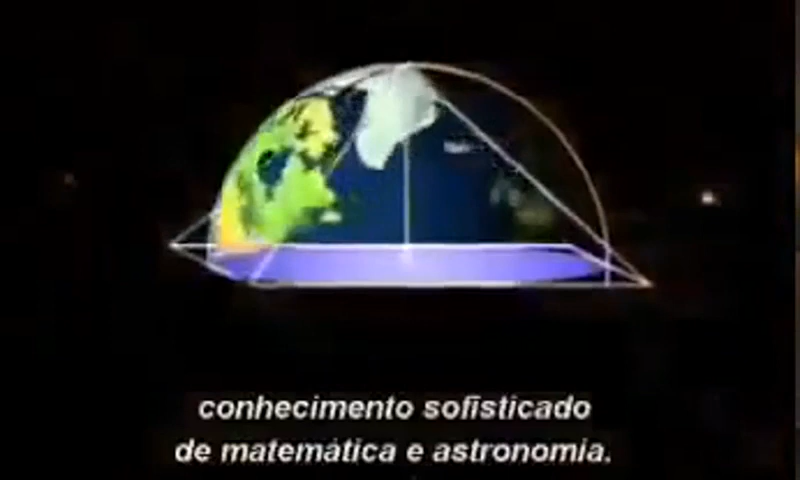 conhecimento sofisticado
de matemática e astronomia.